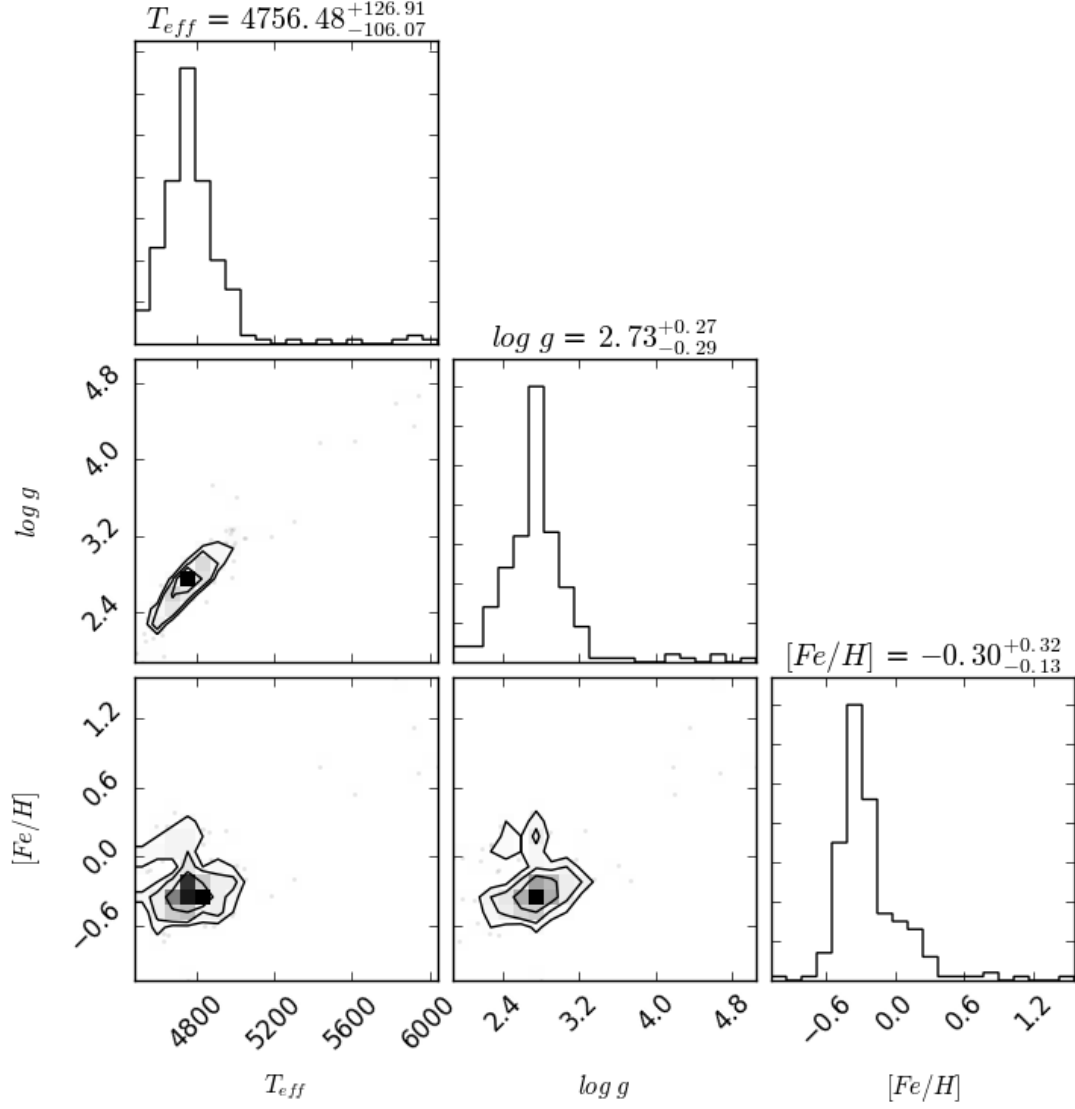 T_eff = 4756.48^{+126.91}_{-106.07}
log g = 2.73^{+0.27}_{-0.29}
4.8
4.0
3.2
2.4
log g
[Fe/H] = −0.30^{+0.32}_{-0.13}
1.2
0.6
0.0
−0.6
[Fe/H]
4800 5200 5600 6000 2.4 3.2 4.0 4.8 −0.6 0.0 0.6 1.2
T_eff log g [Fe/H]